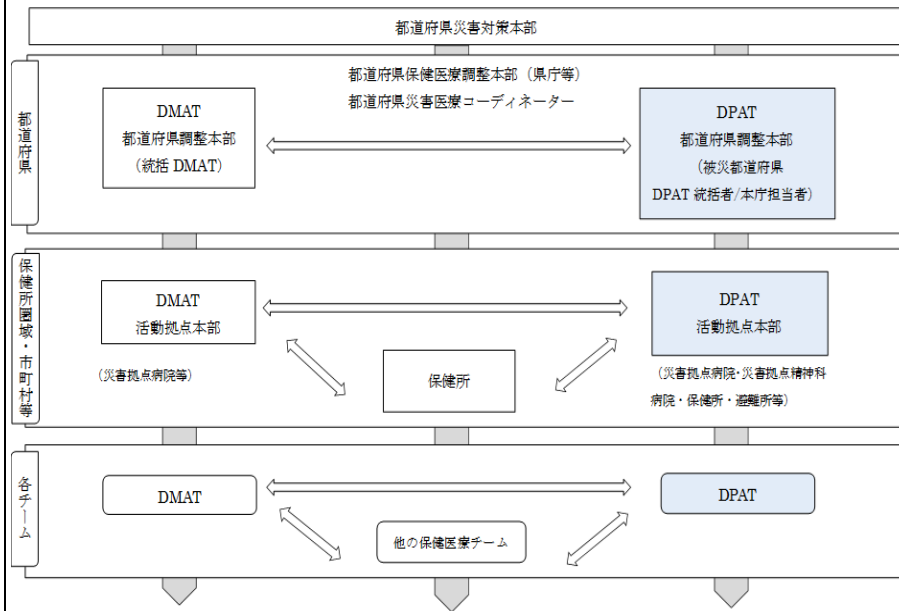 都道府県災害対策本部
都道府県
都道府県保健医療調整本部（県庁等）
都道府県災害医療コーディネーター
DMAT
都道府県調整本部
（統括 DMAT）
DPAT
都道府県調整本部
（被災都道府県
DPAT 統括者/本庁担当者）
保健所圏域・市町村等
DMAT
活動拠点本部
（災害拠点病院等）
保健所
DPAT
活動拠点本部
（災害拠点病院・災害拠点精神科
病院・保健所・避難所等）
各チーム
DMAT
他の保健医療チーム
DPAT